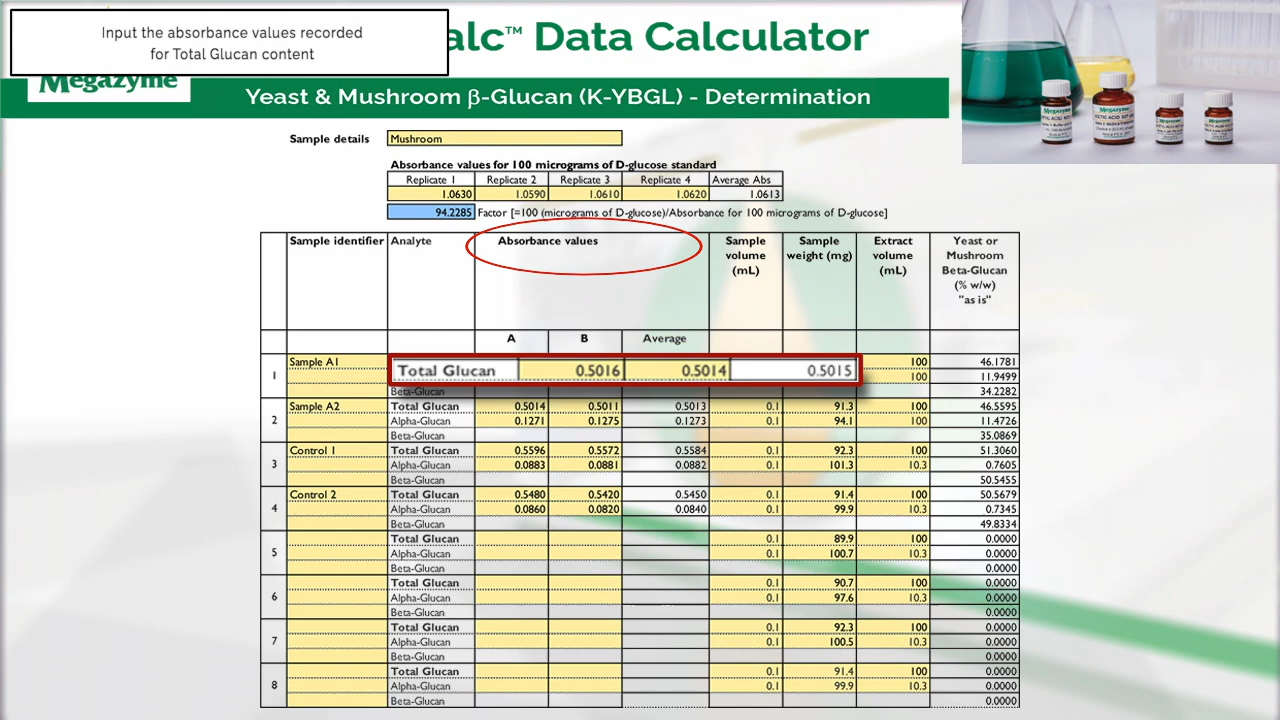 Input the absorbance values recorded
for Total Glucan content
alc™ Data Calculator
Megazyme
Yeast & Mushroom β-Glucan (K-YBGL) - Determination
Sample details Mushroom
Absorbance values for 100 micrograms of D-glucose standard
Replicate 1 Replicate 2 Replicate 3 Replicate 4 Average Abs
1.0630 1.0590 1.0610 1.0620 1.0613
94.2285 Factor [=100 (micrograms of D-glucose)/Absorbance for 100 micrograms of D-glucose]
Sample identifier Analyte Absorbance values Sample Sample Extract Yeast or
volume weight (mg) volume Mushroom
(mL) (mL) Beta-Glucan
(% w/w)
"as is"
A B Average
1 Sample A1 100 46.1781
Total Glucan 0.5016 0.5014 0.5015
100 11.9499
Beta-Glucan 34.2282
2 Sample A2 Total Glucan 0.5014 0.5011 0.5013 0.1 91.3 100 46.5595
Alpha-Glucan 0.1271 0.1275 0.1273 0.1 94.1 100 11.4726
Beta-Glucan 35.0869
3 Control 1 Total Glucan 0.5596 0.5572 0.5584 0.1 92.3 100 51.3060
Alpha-Glucan 0.0883 0.0881 0.0882 0.1 101.3 10.3 0.7605
Beta-Glucan 50.5455
4 Control 2 Total Glucan 0.5480 0.5420 0.5450 0.1 91.4 100 50.5679
Alpha-Glucan 0.0860 0.0820 0.0840 0.1 99.9 10.3 0.7345
Beta-Glucan 49.8334
5 Total Glucan 0.1 89.9 100 0.0000
Alpha-Glucan 0.1 100.7 10.3 0.0000
Beta-Glucan 0.0000
6 Total Glucan 0.1 90.7 100 0.0000
Alpha-Glucan 0.1 97.6 10.3 0.0000
Beta-Glucan 0.0000
7 Total Glucan 0.1 92.3 100 0.0000
Alpha-Glucan 0.1 100.5 10.3 0.0000
Beta-Glucan 0.0000
8 Total Glucan 0.1 91.4 100 0.0000
Alpha-Glucan 0.1 99.9 10.3 0.0000
Beta-Glucan 0.0000